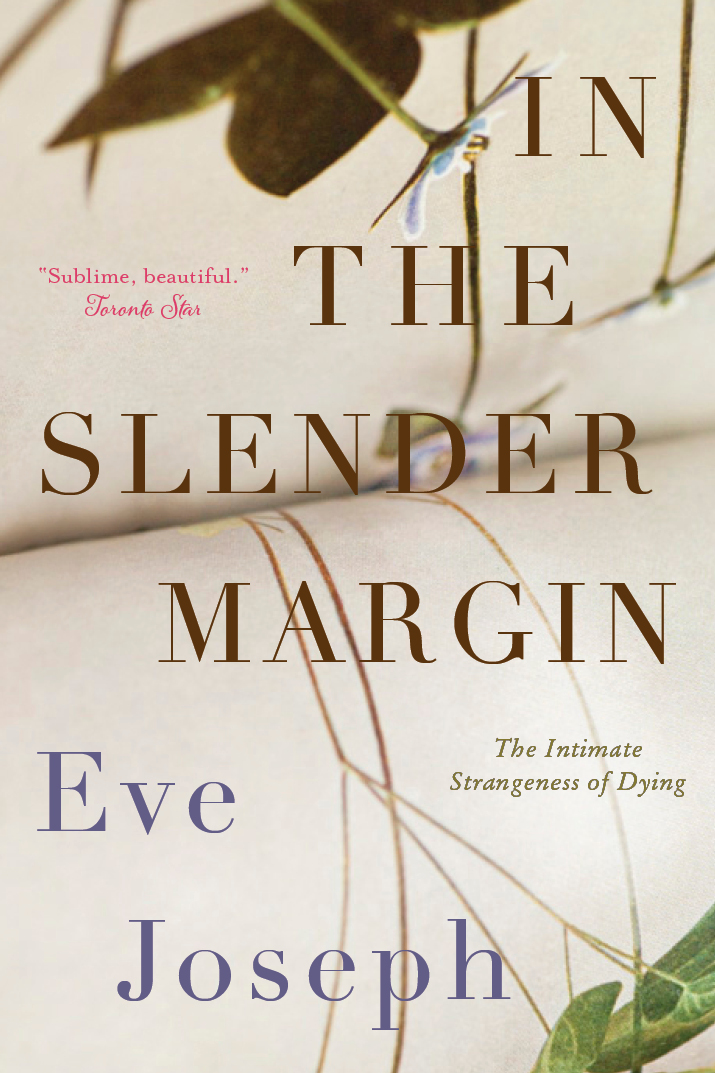 IN
"Sublime, beautiful."
Toronto Star
THE
SLENDER
MARGIN
The Intimate
Strangeness of Dying
Eve
Joseph